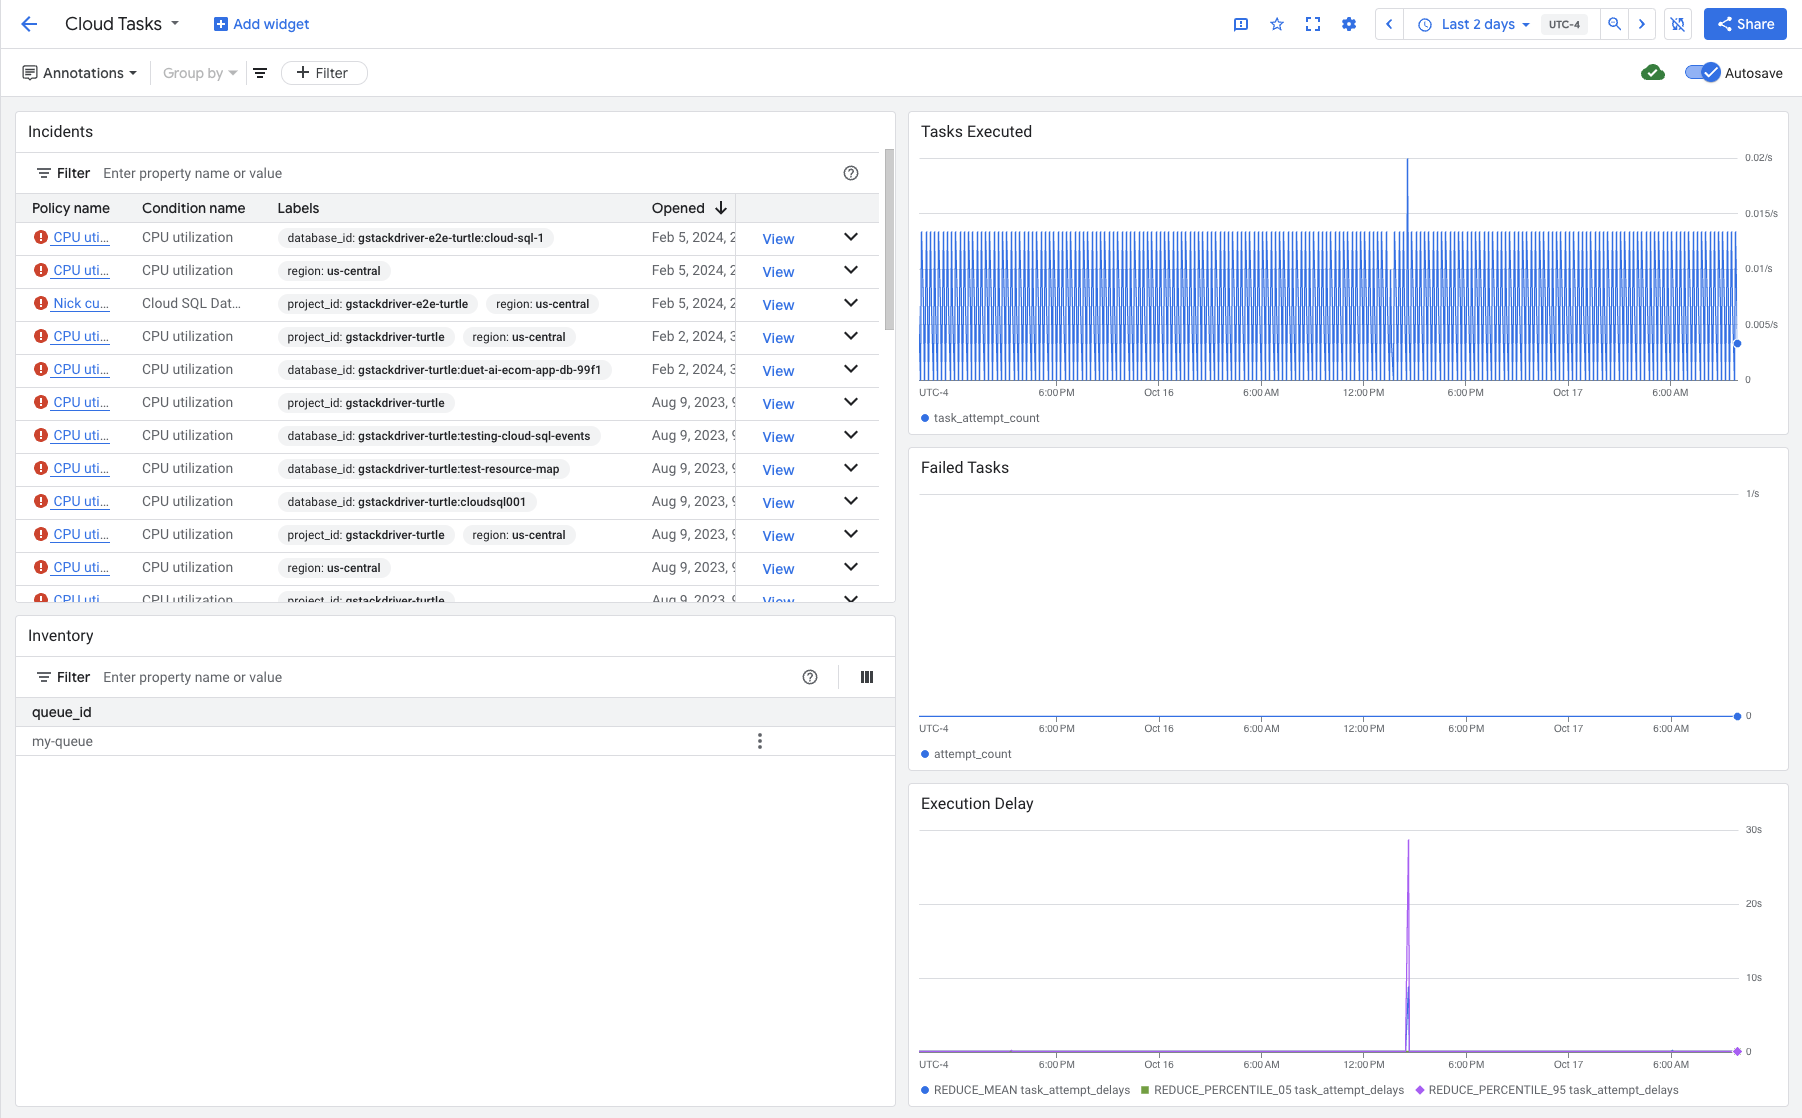 Cloud Tasks
Add widget
Last 2 days UTC-4
Share
Annotations
Group by
Filter
Autosave
Incidents
Filter Enter property name or value
Policy name Condition name Labels Opened
CPU uti... CPU utilization database_id: gstackdriver-e2e-turtle:cloud-sql-1 Feb 5, 2024, 2 View
CPU uti... CPU utilization region: us-central Feb 5, 2024, 2 View
Nick cu... Cloud SQL Dat... project_id: gstackdriver-e2e-turtle region: us-central Feb 5, 2024, 2 View
CPU uti... CPU utilization project_id: gstackdriver-turtle region: us-central Feb 2, 2024, 3 View
CPU uti... CPU utilization database_id: gstackdriver-turtle:duet-ai-ecom-app-db-99f1 Feb 2, 2024, 3 View
CPU uti... CPU utilization project_id: gstackdriver-turtle Aug 9, 2023, 9 View
CPU uti... CPU utilization database_id: gstackdriver-turtle:testing-cloud-sql-events Aug 9, 2023, 9 View
CPU uti... CPU utilization database_id: gstackdriver-turtle:test-resource-map Aug 9, 2023, 9 View
CPU uti... CPU utilization database_id: gstackdriver-turtle:cloudsql001 Aug 9, 2023, 9 View
CPU uti... CPU utilization project_id: gstackdriver-turtle region: us-central Aug 9, 2023, 9 View
CPU uti... CPU utilization region: us-central Aug 9, 2023, 9 View
CPU uti... CPU utilization project_id: gstackdriver-turtle Aug 9, 2023, 9 View
Inventory
Filter Enter property name or value
queue_id
my-queue
Tasks Executed
0.02/s
0.015/s
0.01/s
0.005/s
0
UTC-4 6:00 PM Oct 16 6:00 AM 12:00 PM 6:00 PM Oct 17 6:00 AM
task_attempt_count
Failed Tasks
1/s
0
UTC-4 6:00 PM Oct 16 6:00 AM 12:00 PM 6:00 PM Oct 17 6:00 AM
attempt_count
Execution Delay
30s
20s
10s
0
UTC-4 6:00 PM Oct 16 6:00 AM 12:00 PM 6:00 PM Oct 17 6:00 AM
REDUCE_MEAN task_attempt_delays REDUCE_PERCENTILE_05 task_attempt_delays REDUCE_PERCENTILE_95 task_attempt_delays